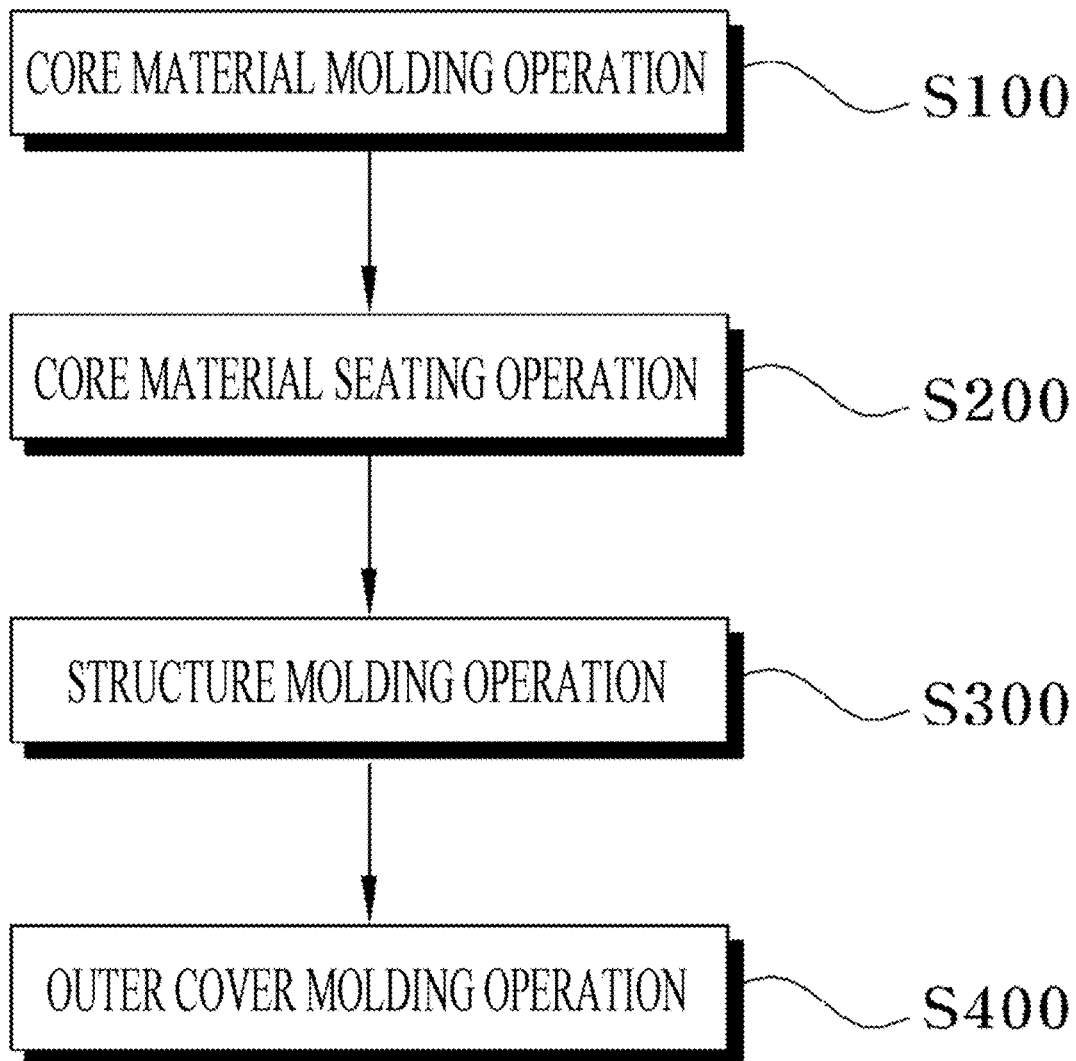 CORE MATERIAL MOLDING OPERATION
S100
CORE MATERIAL SEATING OPERATION
S200
STRUCTURE MOLDING OPERATION
S300
OUTER COVER MOLDING OPERATION
S400